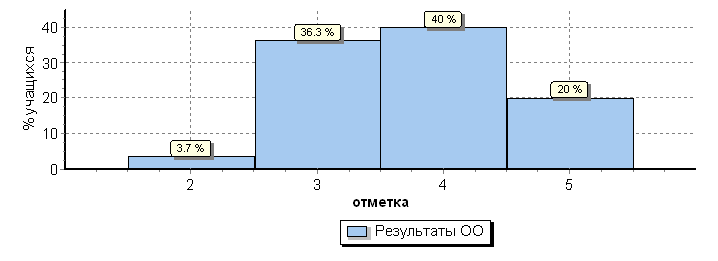 40 %
36.3 %
20 %
3.7 %
% учащихся
40
30
20
10
0
2 3 4 5
отметка
Результаты ОО